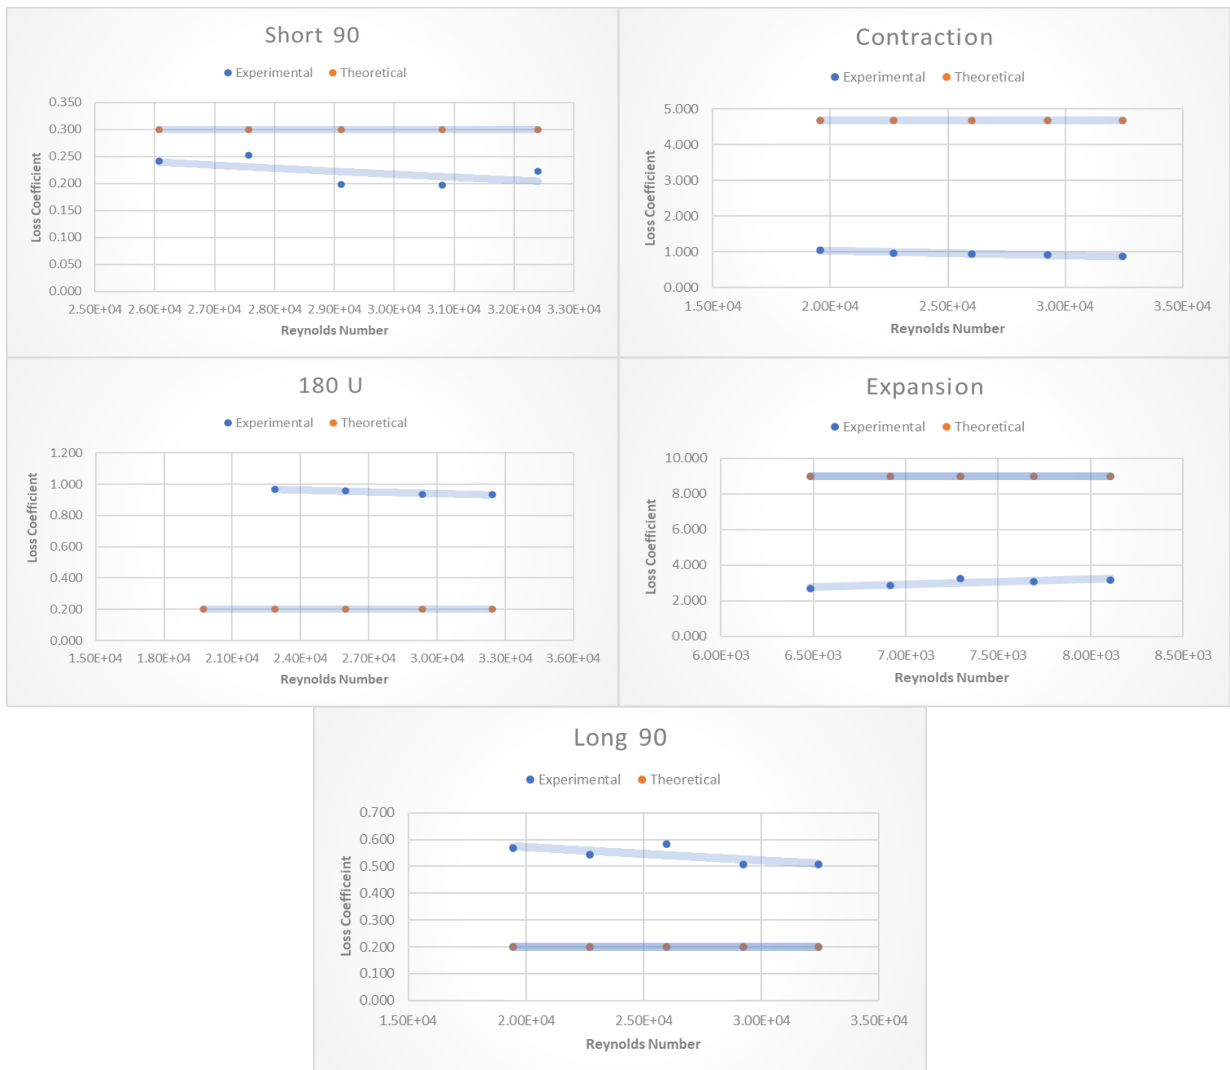 Short 90
Experimental Theoretical
0.350
0.300
0.250
0.200
0.150
0.100
0.050
0.000
Loss Coefficient
2.50E+04 2.60E+04 2.70E+04 2.80E+04 2.90E+04 3.00E+04 3.10E+04 3.20E+04 3.30E+04
Reynolds Number
Contraction
Experimental Theoretical
5.000
4.000
3.000
2.000
1.000
0.000
Loss Coefficient
1.50E+04 2.00E+04 2.50E+04 3.00E+04 3.50E+04
Reynolds Number
180 U
Experimental Theoretical
1.200
1.000
0.800
0.600
0.400
0.200
0.000
Loss Coefficient
1.50E+04 1.80E+04 2.10E+04 2.40E+04 2.70E+04 3.00E+04 3.30E+04 3.60E+04
Reynolds Number
Expansion
Experimental Theoretical
10.000
8.000
6.000
4.000
2.000
0.000
Loss Coefficient
6.00E+03 6.50E+03 7.00E+03 7.50E+03 8.00E+03 8.50E+03
Reynolds Number
Long 90
Experimental Theoretical
0.700
0.600
0.500
0.400
0.300
0.200
0.100
0.000
Loss Coefficeint
1.50E+04 2.00E+04 2.50E+04 3.00E+04 3.50E+04
Reynolds Number